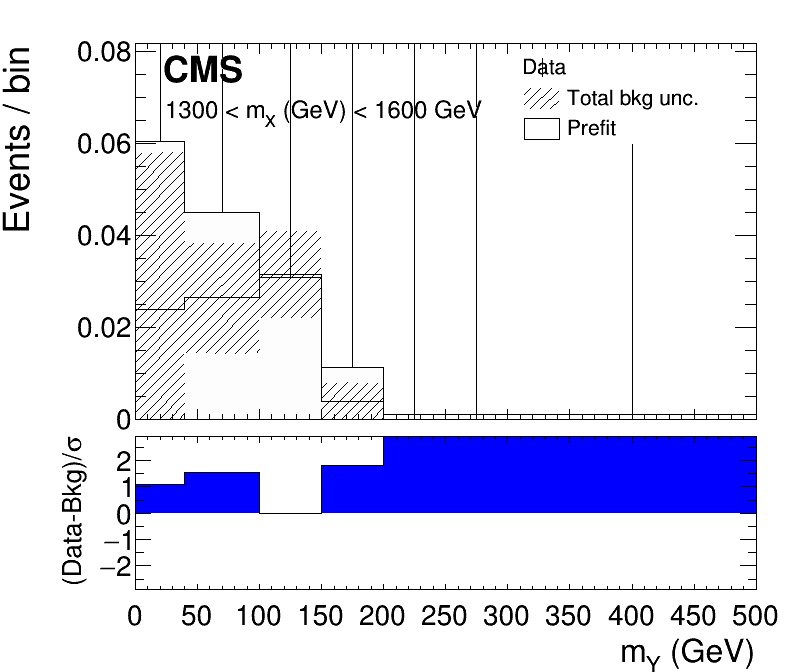 CMS
1300 < mX (GeV) < 1600 GeV
Data
Total bkg unc.
Prefit
Events / bin
0.08
0.06
0.04
0.02
0
(Data-Bkg)/σ
2
1
0
−1
−2
0 50 100 150 200 250 300 350 400 450 500
mY (GeV)